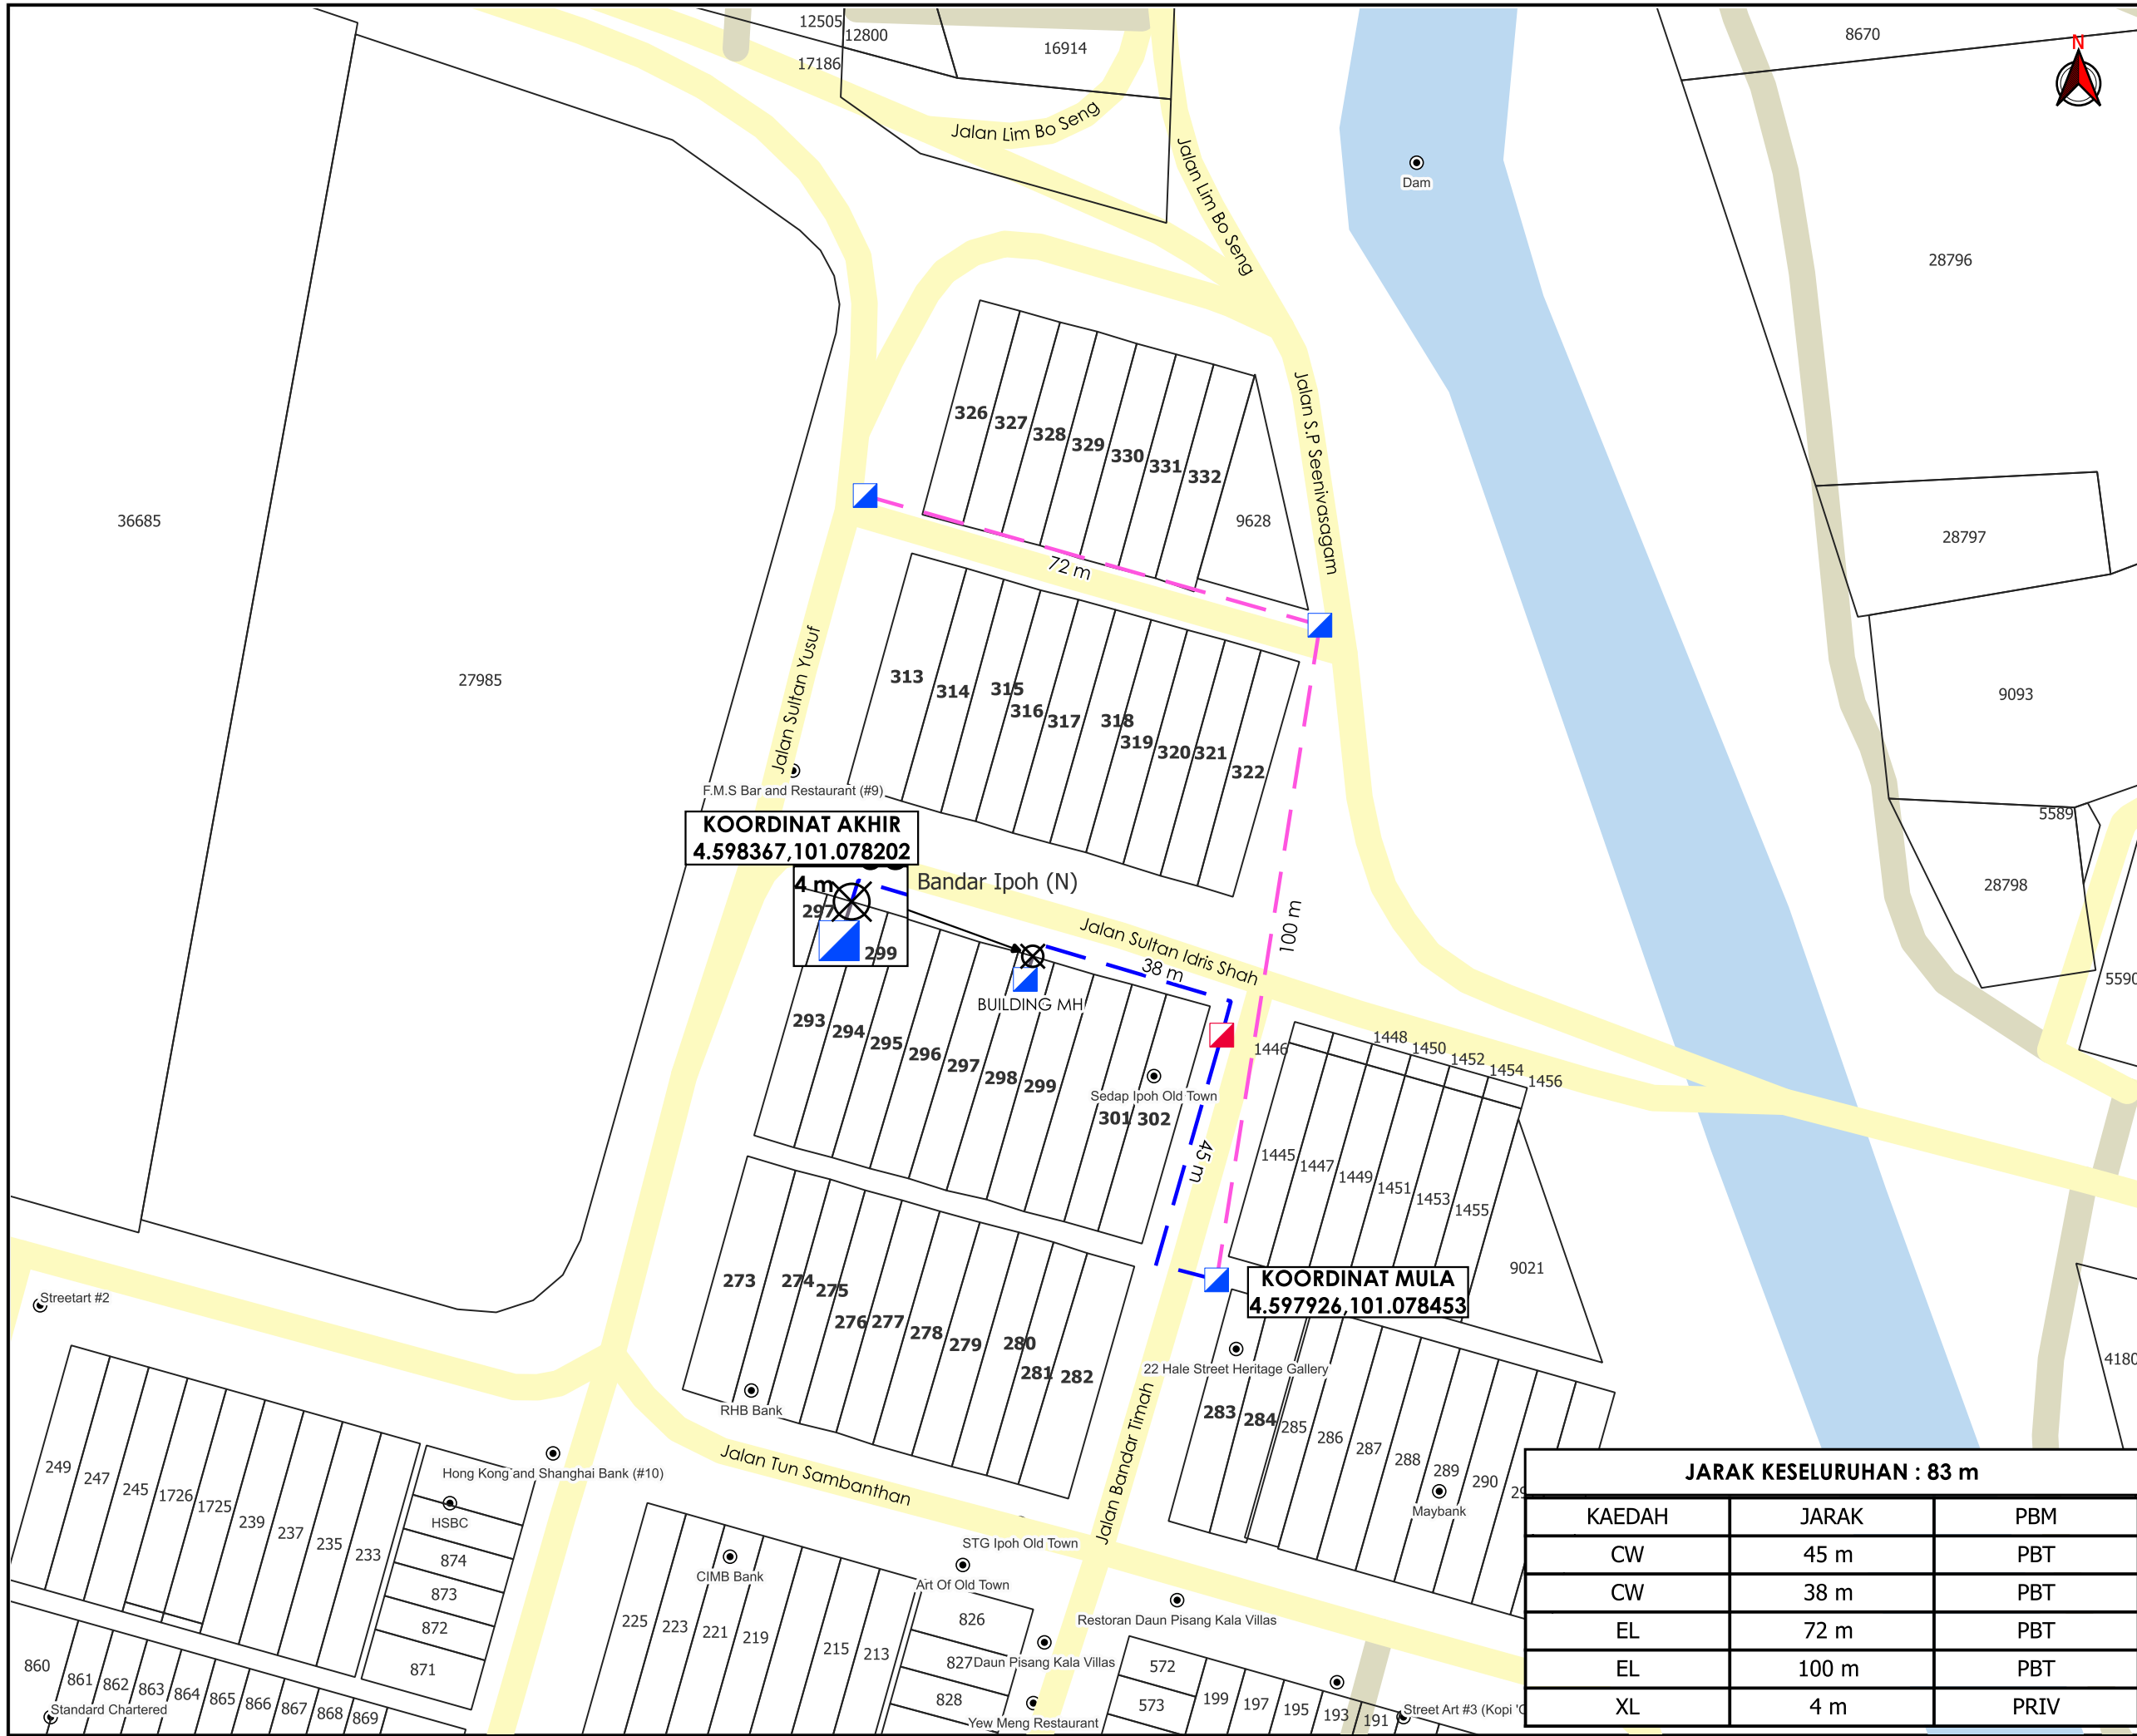 12505
12800
16914
17186
8670
N
Jalan Lim Bo Seng
Jalan Lim Bo Seng
Dam
28796
Jalan S.P Seenivasagam
326
327
328
329
330
331
332
9628
36685
28797
72 m
27985
Jalan Sultan Yusuf
313
314
315
316
317
318
319
320
321
322
9093
F.M.S Bar and Restaurant (#9)
KOORDINAT AKHIR
4.598367,101.078202
4 m
297
299
Bandar Ipoh (N)
Jalan Sultan Idris Shah
100 m
38 m
BUILDING MH
5589
28798
5590
293
294
295
296
297
298
299
Sedap Ipoh Old Town
301
302
1446
1448
1450
1452
1454
1456
45 m
1445
1447
1449
1451
1453
1455
9021
KOORDINAT MULA
4.597926,101.078453
273
274
275
276
277
278
279
280
281
282
Streetart #2
22 Hale Street Heritage Gallery
4180
RHB Bank
283
284
285
286
287
288
289
290
Maybank
Jalan Tun Sambanthan
Jalan Bandar Timah
249
247
245
1726
1725
239
237
235
233
Hong Kong and Shanghai Bank (#10)
HSBC
874
873
872
871
STG Ipoh Old Town
CIMB Bank
Art Of Old Town
225
223
221
219
215
213
826
827
828
Daun Pisang Kala Villas
Restoran Daun Pisang Kala Villas
Yew Meng Restaurant
572
573
199
197
195
193
191
Street Art #3 (Kopi '
860
861
862
863
864
865
866
867
868
869
Standard Chartered
JARAK KESELURUHAN : 83 m
KAEDAH JARAK PBM
CW 45 m PBT
CW 38 m PBT
EL 72 m PBT
EL 100 m PBT
XL 4 m PRIV